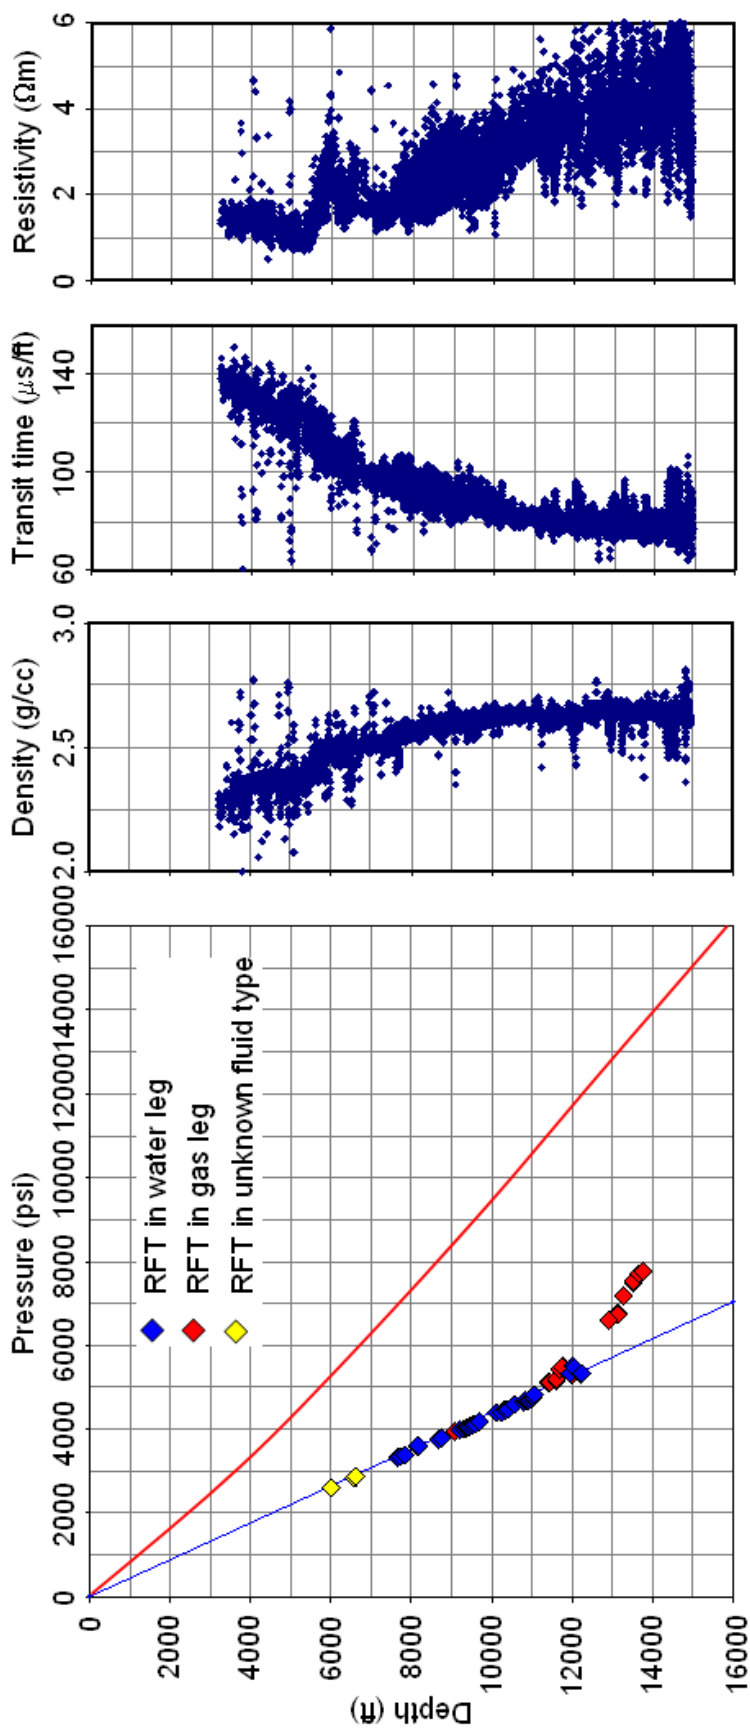 Pressure (psi)
0 2000 4000 6000 8000 10000 12000 14000 16000
Density (g/cc)
2.0 2.5 3.0
Transit time (μs/ft)
60 100 140
Resistivity (Ωm)
0 2 4 6
RFT in water leg
RFT in gas leg
RFT in unknown fluid type
Depth (ft)
0
2000
4000
6000
8000
10000
12000
14000
16000